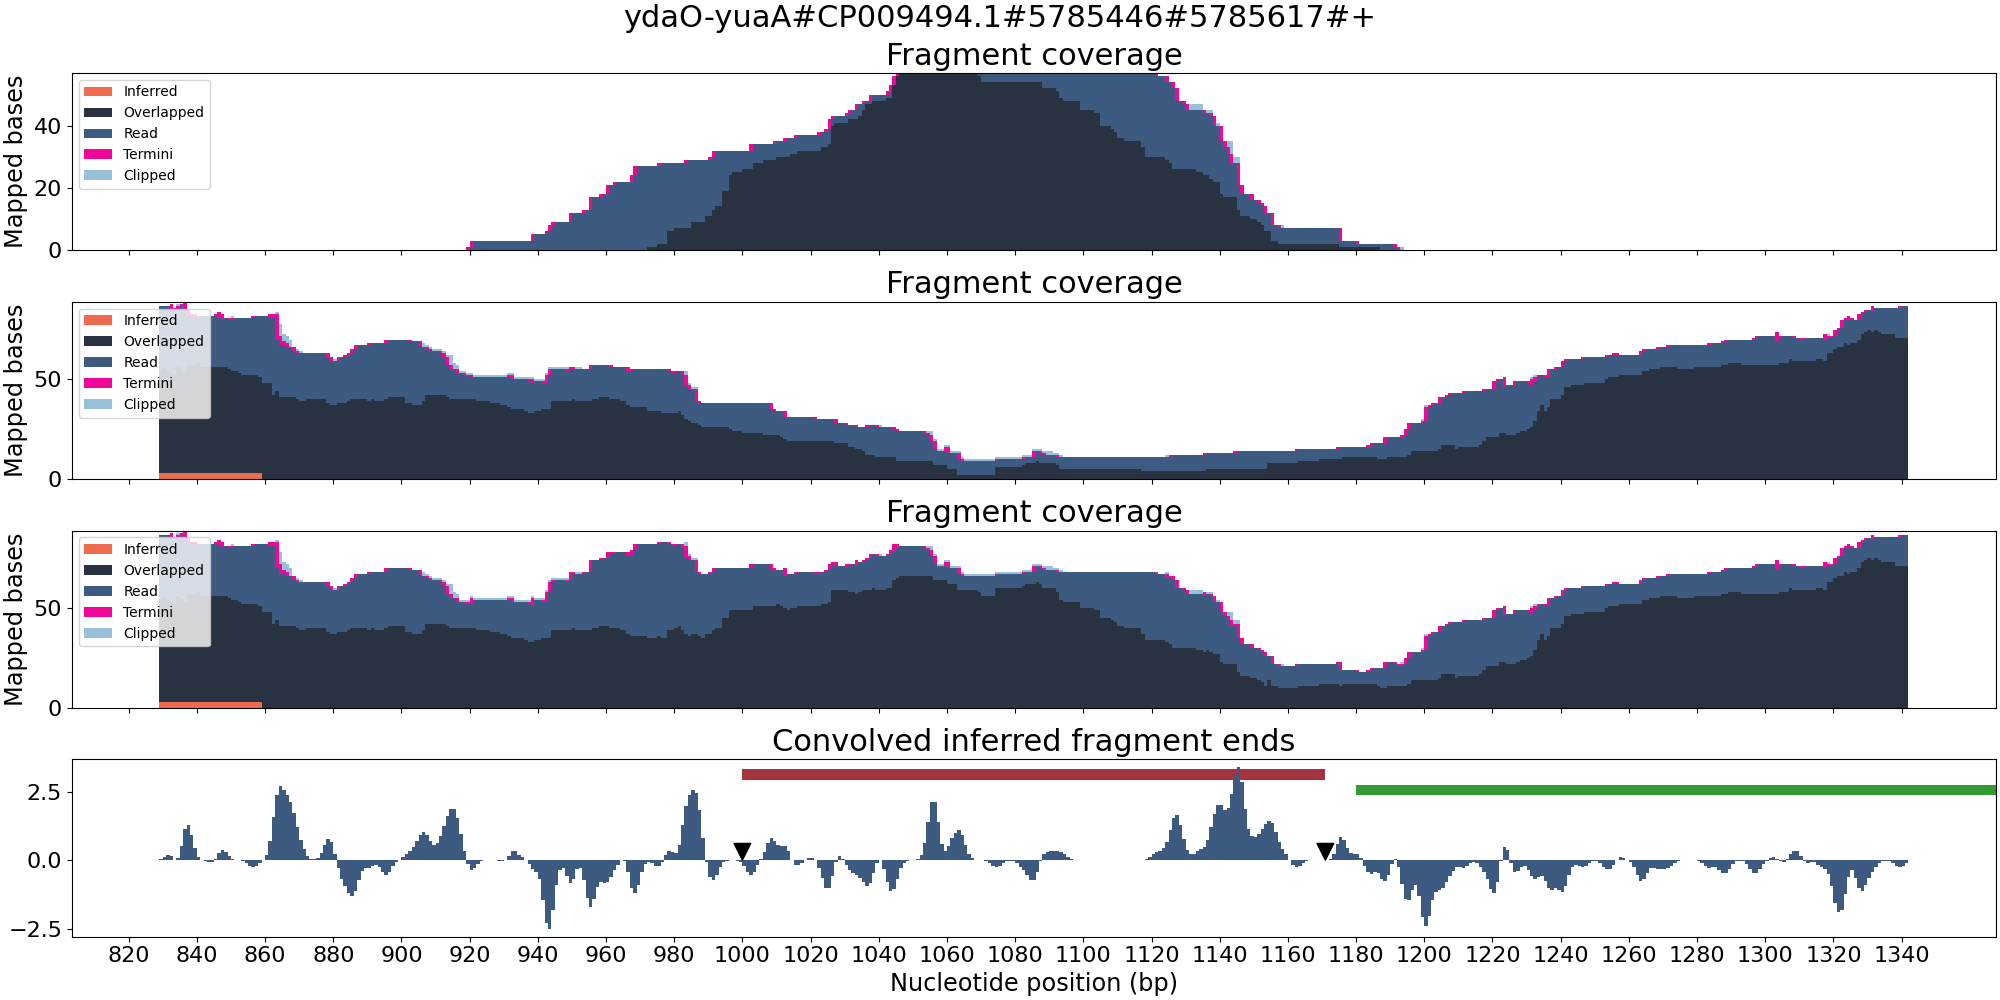 ydaO-yuaA#CP009494.1#5785446#5785617#+
Fragment coverage
Mapped bases
40
20
0
Inferred
Overlapped
Read
Termini
Clipped
Fragment coverage
Mapped bases
50
0
Inferred
Overlapped
Read
Termini
Clipped
Fragment coverage
Mapped bases
50
0
Inferred
Overlapped
Read
Termini
Clipped
Convolved inferred fragment ends
2.5
0.0
−2.5
820 840 860 880 900 920 940 960 980 1000 1020 1040 1060 1080 1100 1120 1140 1160 1180 1200 1220 1240 1260 1280 1300 1320 1340
Nucleotide position (bp)